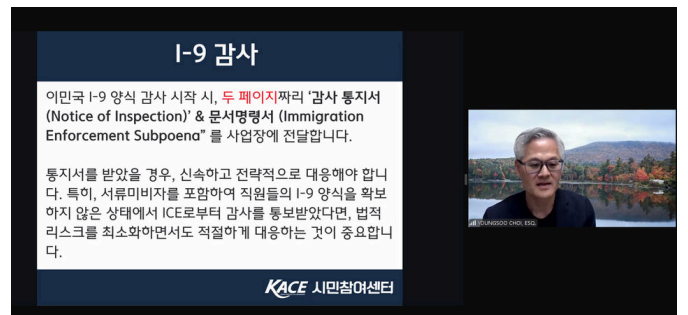 I-9 감사
이민국 I-9 양식 감사 시작 시, 두 페이지짜리 ‘감사 통지서
(Notice of Inspection)’ & 문서명령서 (Immigration
Enforcement Subpoena” 를 사업장에 전달합니다.
통지서를 받았을 경우, 신속하고 전략적으로 대응해야 합니
다. 특히, 서류미비자를 포함하여 직원들의 I-9 양식을 확보
하지 않은 상태에서 ICE로부터 감사를 통보받았다면, 법적
리스크를 최소화하면서도 적절하게 대응하는 것이 중요합니
다.
KACE 시민참여센터
YOUNGSOO CHOI, ESQ.